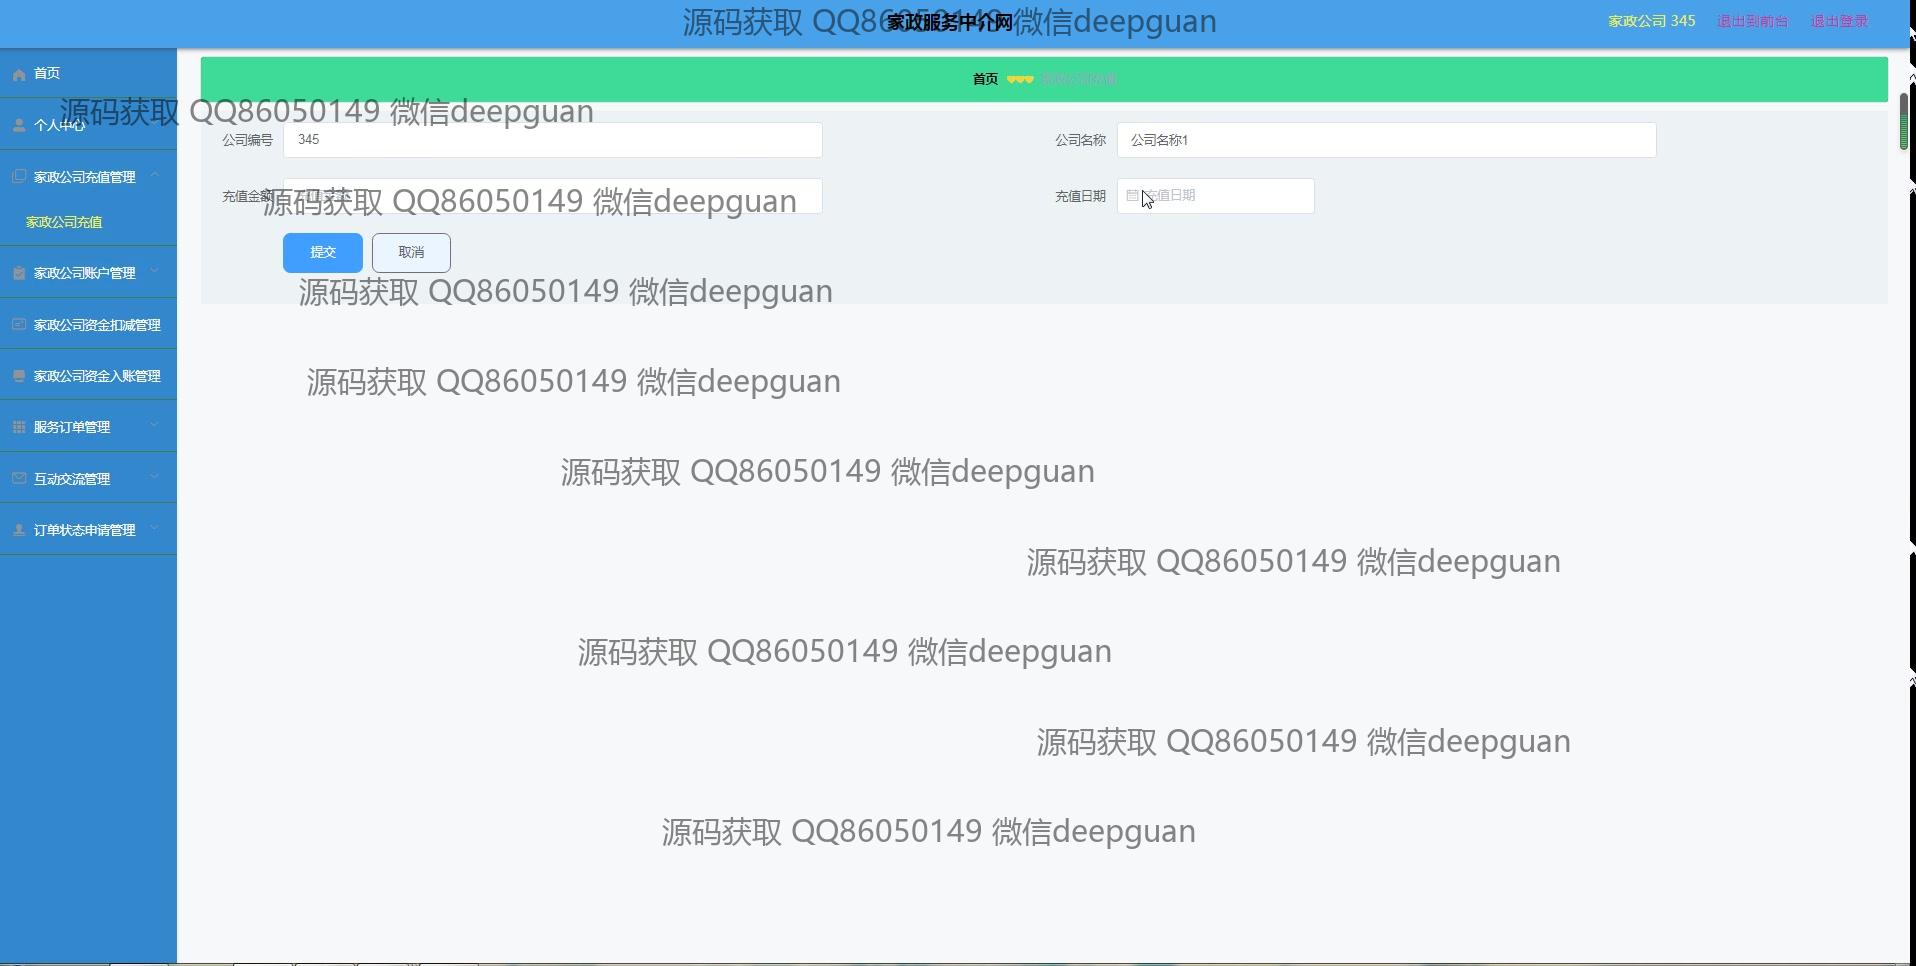 源码获取 QQ86050149 微信deepguan
家政服务中介网
家政公司 345
退出到前台
退出登录
首页
个人中心
家政公司充值管理
家政公司充值
家政公司账户管理
家政公司资金扣减管理
家政公司资金入账管理
服务订单管理
互动交流管理
订单状态申请管理
首页
家政公司充值
源码获取 QQ86050149 微信deepguan
公司编号 345
公司名称 公司名称1
充值金额
源码获取 QQ86050149 微信deepguan
充值日期 充值日期
提交
取消
源码获取 QQ86050149 微信deepguan
源码获取 QQ86050149 微信deepguan
源码获取 QQ86050149 微信deepguan
源码获取 QQ86050149 微信deepguan
源码获取 QQ86050149 微信deepguan
源码获取 QQ86050149 微信deepguan
源码获取 QQ86050149 微信deepguan